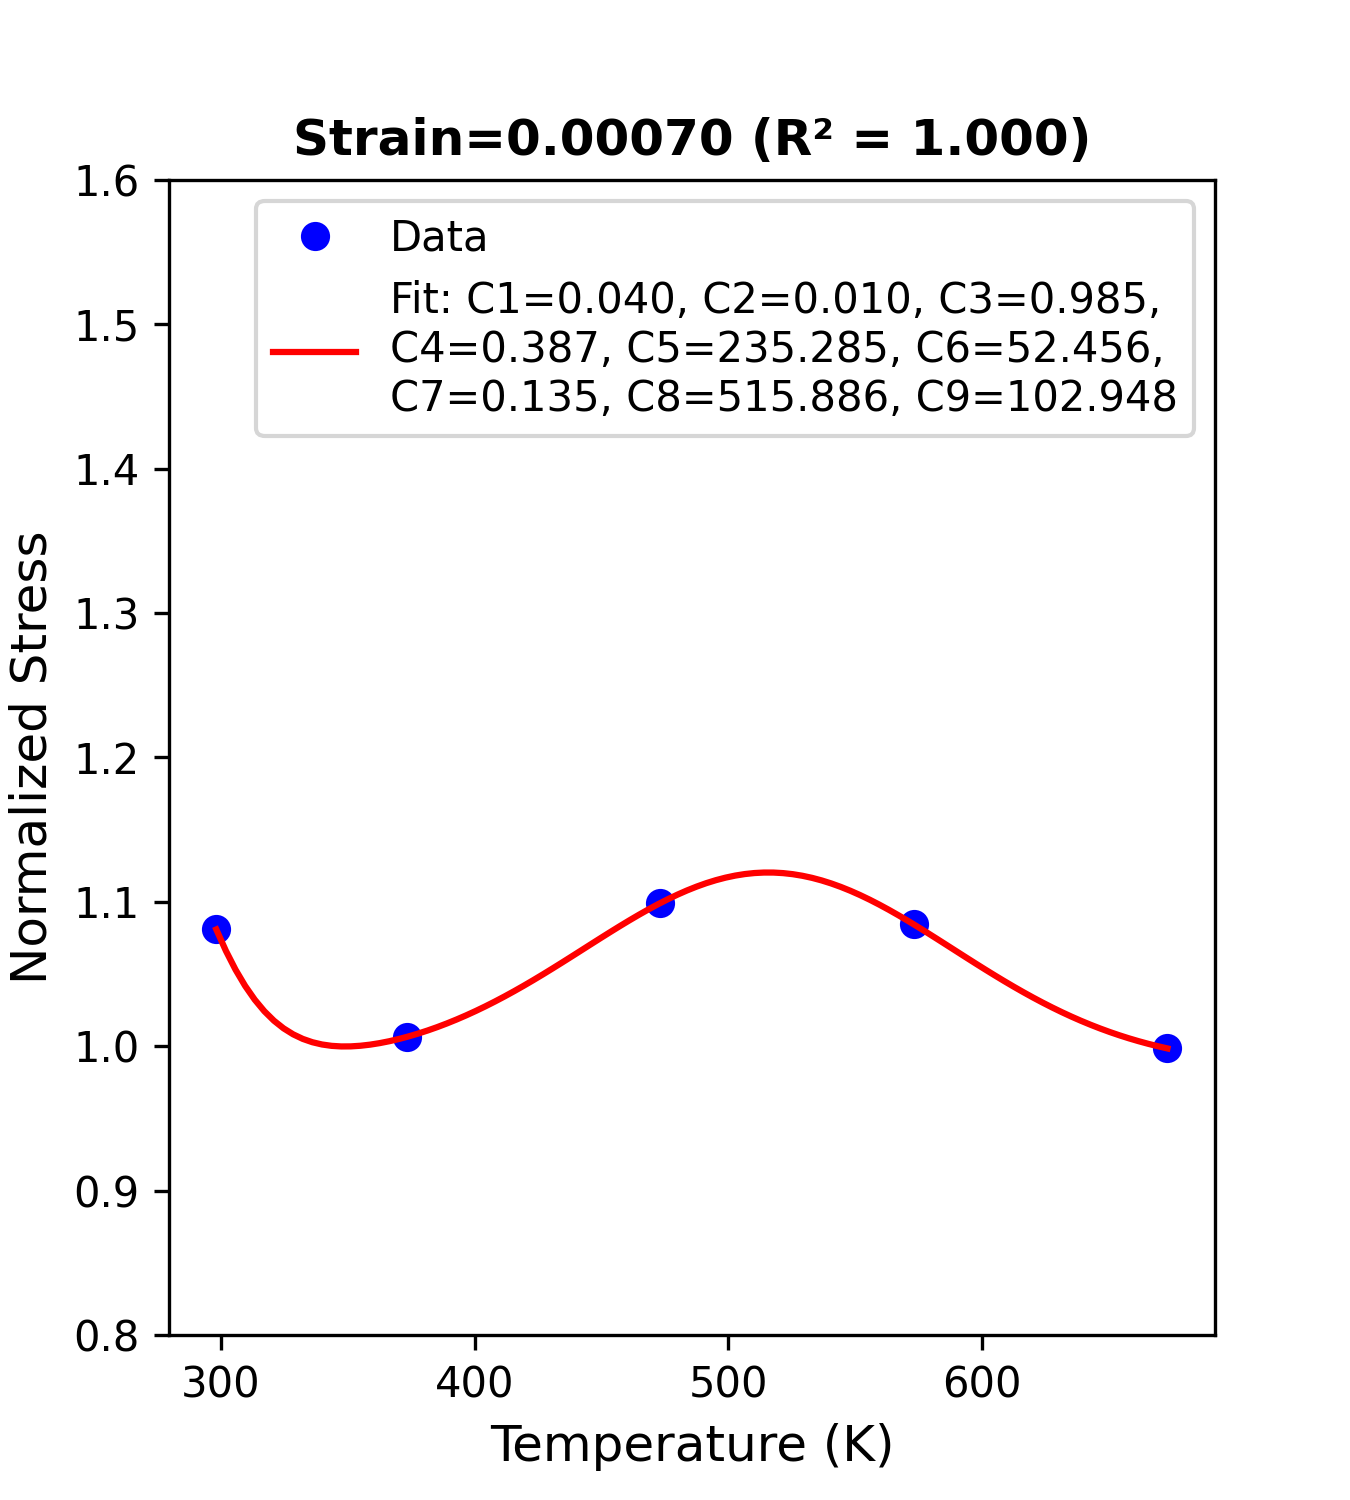 Strain=0.00070 (R² = 1.000)
1.6
1.5
1.4
1.3
1.2
1.1
1.0
0.9
0.8
Normalized Stress
Data
Fit: C1=0.040, C2=0.010, C3=0.985,
C4=0.387, C5=235.285, C6=52.456,
C7=0.135, C8=515.886, C9=102.948
300 400 500 600
Temperature (K)